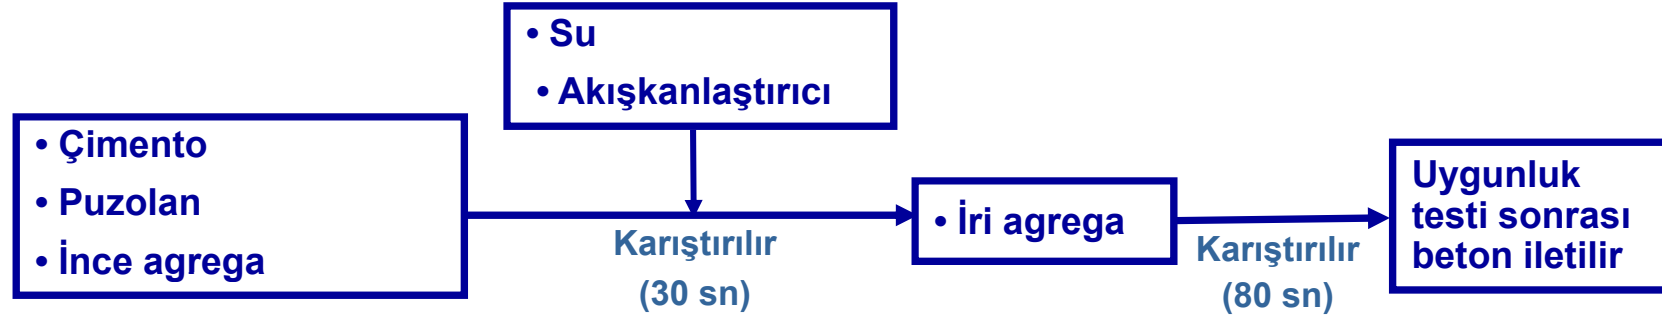 • Su
• Akışkanlaştırıcı
• Çimento
• Puzolan
• İnce agrega
Karıştırılır
(30 sn)
• İri agrega
Karıştırılır
(80 sn)
Uygunluk
testi sonrası
beton iletilir